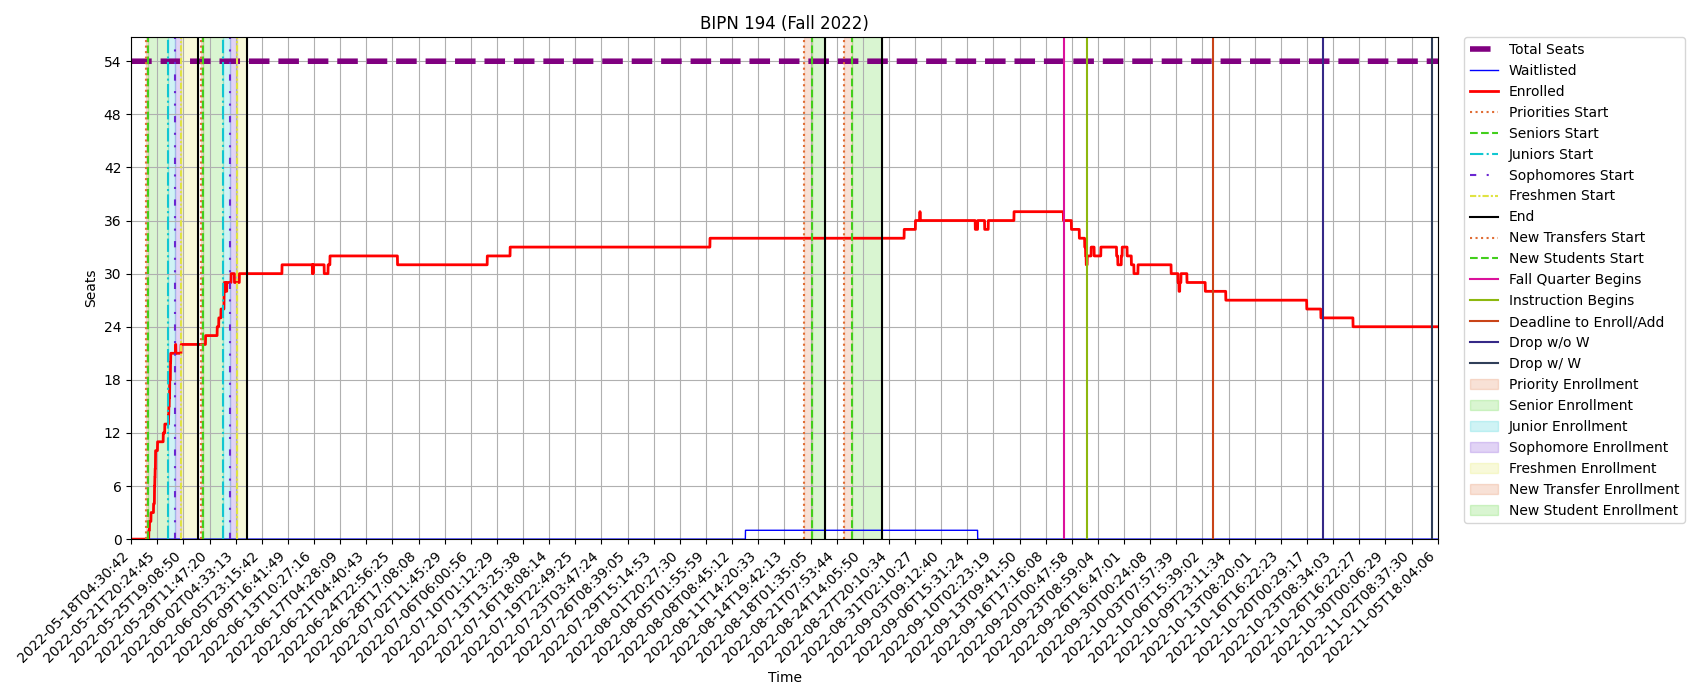 BIPN 194 (Fall 2022)
54
48
42
36
30
24
18
12
6
0
Seats
2022-05-18T04:30:42
2022-05-21T20:24:45
2022-05-25T19:08:50
2022-05-29T11:47:20
2022-06-02T04:33:13
2022-06-05T23:15:42
2022-06-09T16:41:49
2022-06-13T10:27:16
2022-06-17T04:28:09
2022-06-21T04:40:43
2022-06-24T22:56:25
2022-06-28T17:08:08
2022-07-02T11:45:29
2022-07-06T06:00:56
2022-07-10T01:12:29
2022-07-13T13:25:38
2022-07-16T18:08:14
2022-07-19T22:49:25
2022-07-23T03:47:24
2022-07-26T08:39:05
2022-07-29T15:14:53
2022-08-01T20:27:30
2022-08-05T01:55:59
2022-08-08T08:45:12
2022-08-11T14:20:33
2022-08-14T19:42:13
2022-08-18T01:35:05
2022-08-21T07:53:44
2022-08-24T14:05:50
2022-08-27T20:10:34
2022-08-31T02:10:27
2022-09-03T09:12:40
2022-09-06T15:31:24
2022-09-10T02:23:19
2022-09-13T09:41:50
2022-09-16T17:16:08
2022-09-20T00:47:58
2022-09-23T08:59:04
2022-09-26T16:47:01
2022-09-30T00:24:08
2022-10-03T07:57:39
2022-10-06T15:39:02
2022-10-09T23:11:34
2022-10-13T08:20:01
2022-10-16T16:22:23
2022-10-20T00:29:17
2022-10-23T08:34:03
2022-10-26T16:22:27
2022-10-30T00:06:29
2022-11-02T08:37:30
2022-11-05T18:04:06
Time
Total Seats
Waitlisted
Enrolled
Priorities Start
Seniors Start
Juniors Start
Sophomores Start
Freshmen Start
End
New Transfers Start
New Students Start
Fall Quarter Begins
Instruction Begins
Deadline to Enroll/Add
Drop w/o W
Drop w/ W
Priority Enrollment
Senior Enrollment
Junior Enrollment
Sophomore Enrollment
Freshmen Enrollment
New Transfer Enrollment
New Student Enrollment